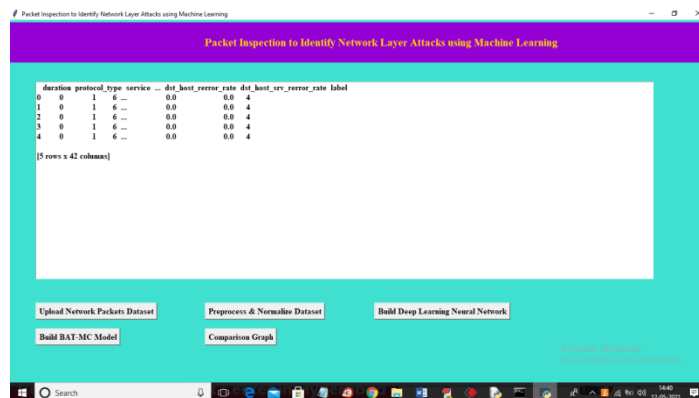 Packet Inspection to Identify Network Layer Attacks using Machine Learning
Packet Inspection to Identify Network Layer Attacks using Machine Learning
duration protocol_type service ... dst_host_rerror_rate dst_host_srv_rerror_rate label
0 0 1 6 ... 0.0 0.0 4
1 0 1 6 ... 0.0 0.0 4
2 0 1 6 ... 0.0 0.0 4
3 0 1 6 ... 0.0 0.0 4
4 0 1 6 ... 0.0 0.0 4
[5 rows x 42 columns]
Upload Network Packets Dataset
Preprocess & Normalize Dataset
Build Deep Learning Neural Network
Build BAT-MC Model
Comparison Graph
Activate Windows
Search
14:40
12-05-2021